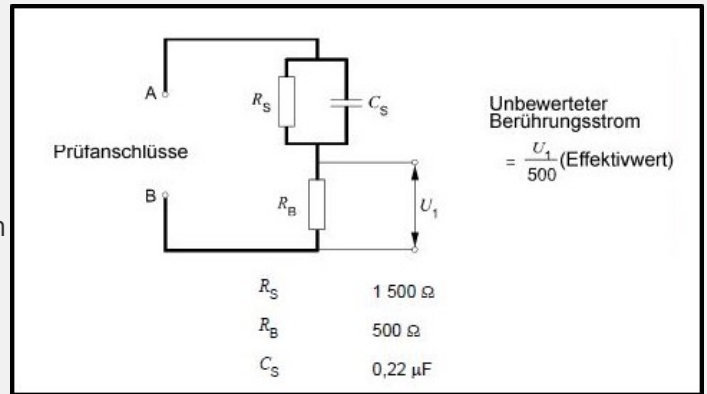 A
R_S
C_S
Unbewerteter
Berührungsstrom
= U_1/500 (Effektivwert)
Prüfanschlüsse
B
R_B
U_1
n
R_S 1 500 Ω
R_B 500 Ω
C_S 0,22 µF